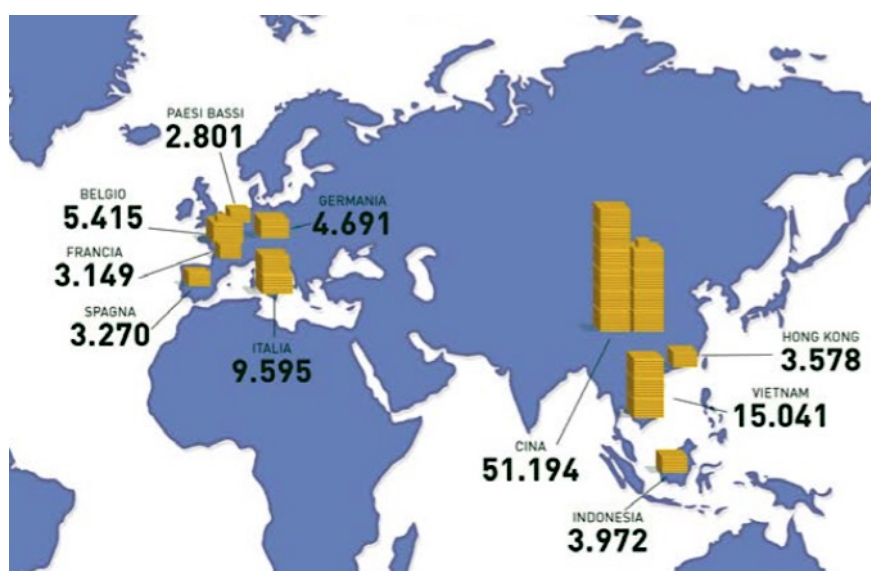 PAESI BASSI
2.801
BELGIO
5.415
GERMANIA
4.691
FRANCIA
3.149
SPAGNA
3.270
ITALIA
9.595
HONG KONG
3.578
VIETNAM
15.041
CINA
51.194
INDONESIA
3.972